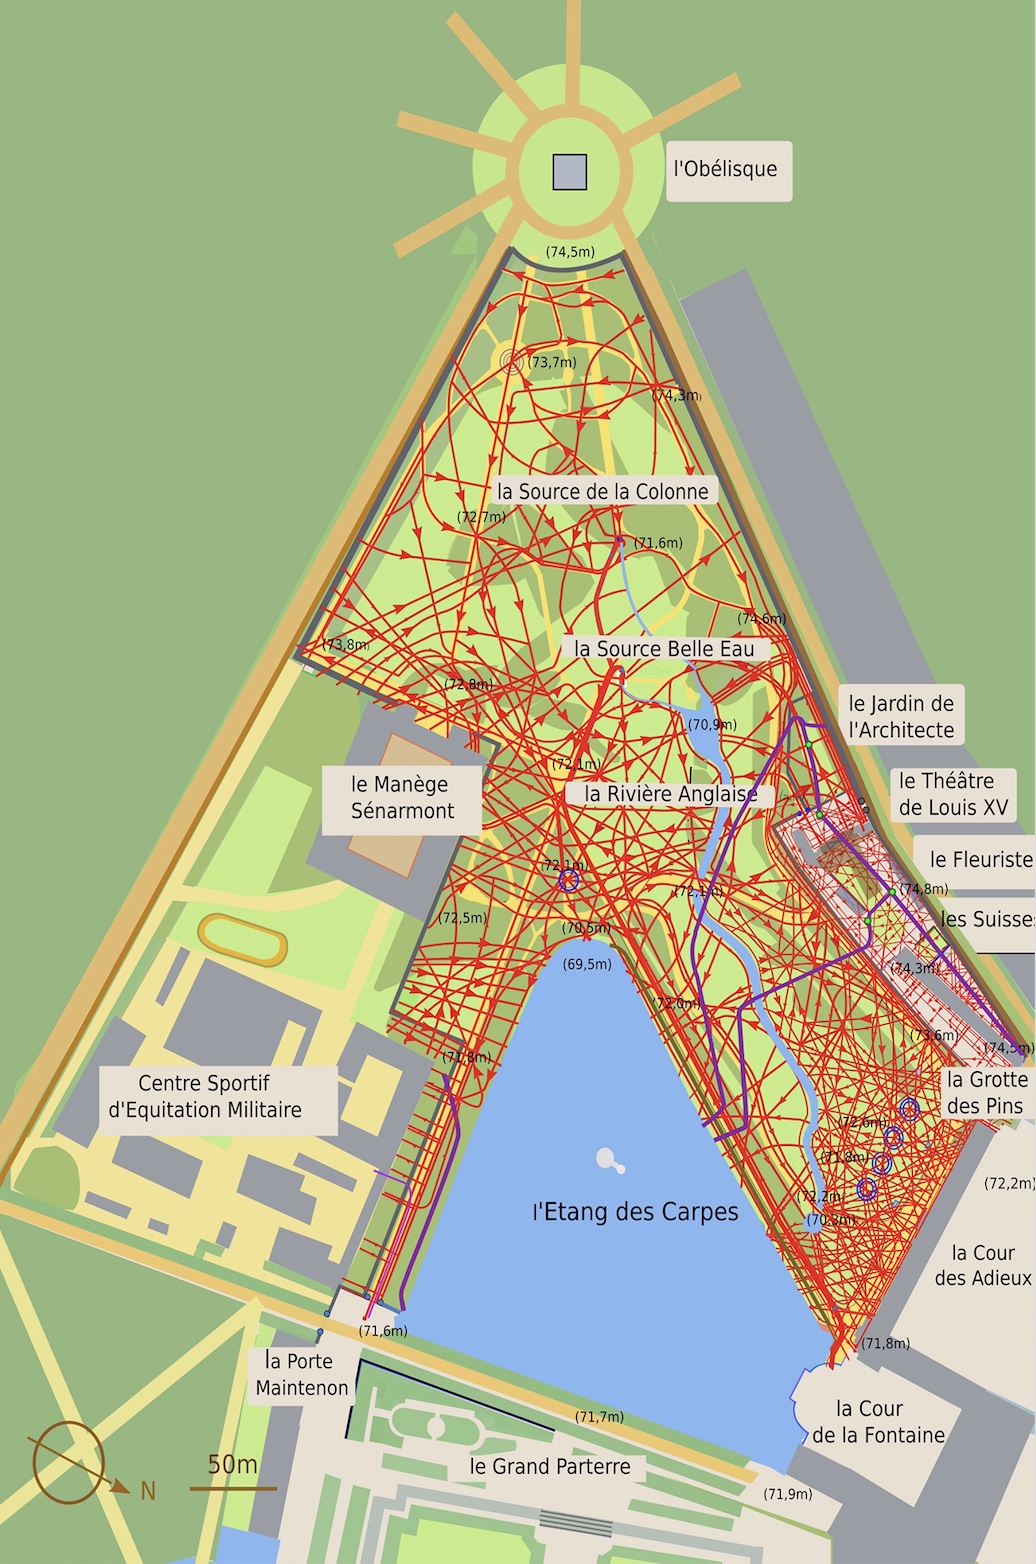 l'Obélisque
(74,5m)
(73,7m)
(74,3m)
la Source de la Colonne
(72,7m)
(71,6m)
(74,6m)
(73,8m)
la Source Belle Eau
(72,8m)
le Jardin de
l'Architecte
(70,9m)
(72,1m)
le Manège
Sénarmont
la Rivière Anglaise
le Théâtre
de Louis XV
(72,1m)
le Fleuriste
(72,1m)
(74,8m)
(72,5m)
(70,5m)
les Suisse
(69,5m)
(74,3m)
(72,0m)
(73,6m)
(74,5m)
(71,8m)
Centre Sportif
d'Equitation Militaire
la Grotte
des Pins
(72,6m)
(71,8m)
(72,2m)
(72,2m)
l'Etang des Carpes
(70,3m)
la Cour
des Adieux
(71,6m)
(71,8m)
la Porte
Maintenon
(71,7m)
la Cour
de la Fontaine
50m
N
le Grand Parterre
(71,9m)